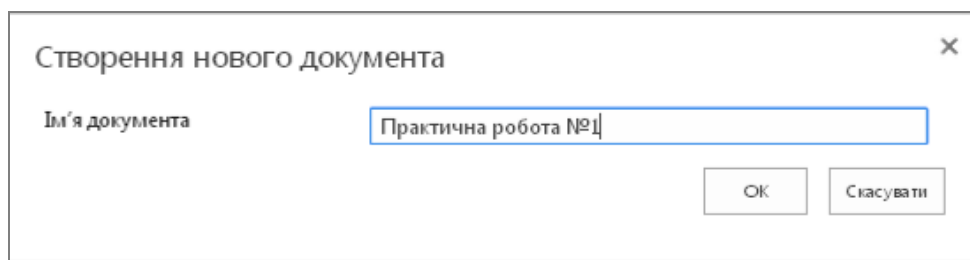 Створення нового документа
Ім'я документа
Практична робота №1
ОК
Скасувати